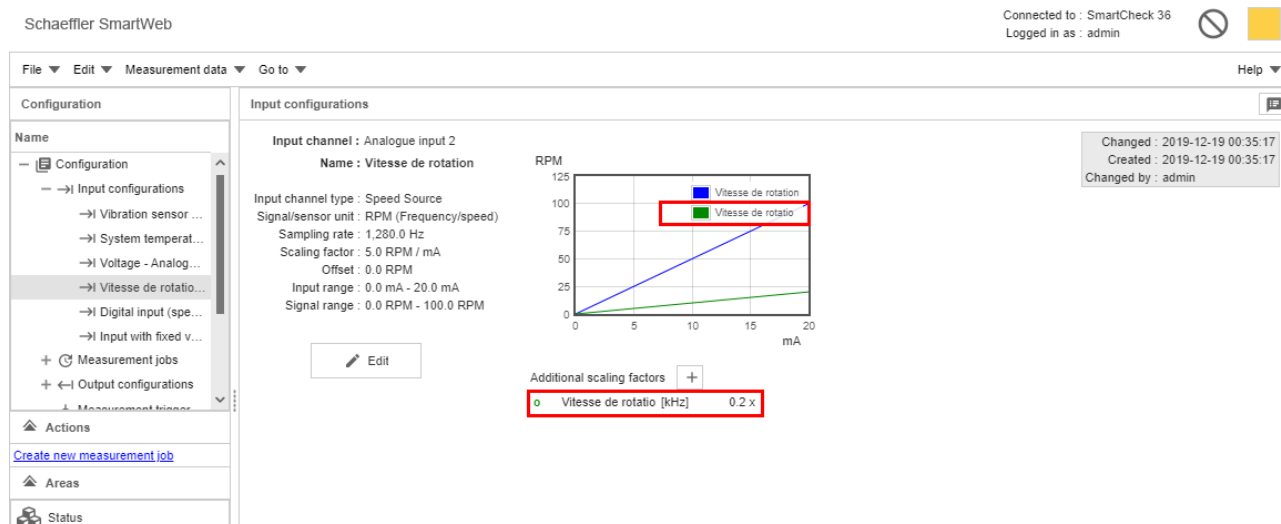 Schaeffler SmartWeb
Connected to : SmartCheck 36
Logged in as : admin
File Edit Measurement data Go to Help
Configuration
Name
Configuration
Input configurations
Vibration sensor ...
System temperat...
Voltage - Analog...
Vitesse de rotatio...
Digital input (spe...
Input with fixed v...
Measurement jobs
Output configurations
Measurement trigger
Actions
Create new measurement job
Areas
Status
Input configurations
Input channel : Analogue input 2
Name : Vitesse de rotation
Input channel type : Speed Source
Signal/sensor unit : RPM (Frequency/speed)
Sampling rate : 1,280.0 Hz
Scaling factor : 5.0 RPM / mA
Offset : 0.0 RPM
Input range : 0.0 mA - 20.0 mA
Signal range : 0.0 RPM - 100.0 RPM
Edit
RPM
125
100
75
50
25
0
0 5 10 15 20
mA
Vitesse de rotation
Vitesse de rotatio
Additional scaling factors +
o Vitesse de rotatio [kHz] 0.2 x
Changed : 2019-12-19 00:35:17
Created : 2019-12-19 00:35:17
Changed by : admin